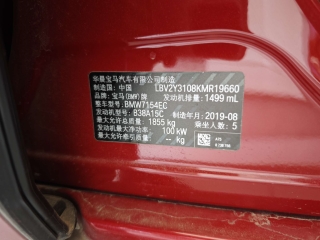 华晨宝马汽车有限公司制造
制造国: 中国 LBV2Y3108KMR19660
品牌: 宝马(BMW)牌 发动机排量: 1499 mL
整车型号: BMW7154EC
发动机型号: B38A15C 制造年月: 2019-08
最大允许总质量: 1855 kg 乘坐人数: 5
发动机最大净功率: 100 kW
最大允许牵引质量: -- kg